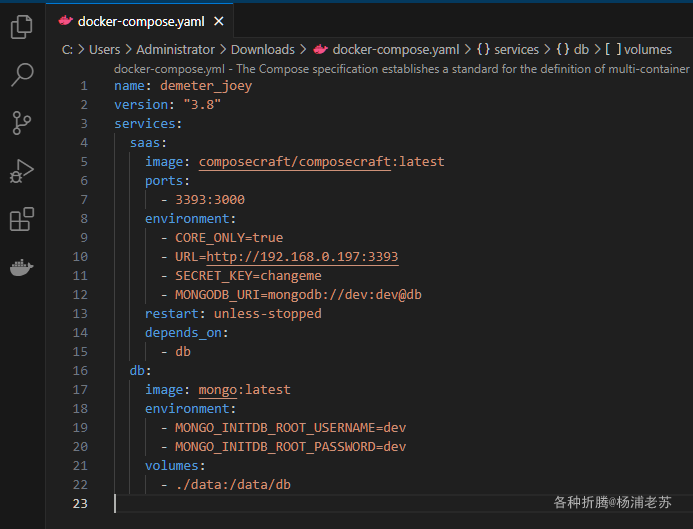 docker-compose.yaml
C: > Users > Administrator > Downloads > docker-compose.yaml > {} services > {} db > [ ] volumes
docker-compose.yml - The Compose specification establishes a standard for the definition of multi-container
1 name: demeter_joey
2 version: "3.8"
3 services:
4   saas:
5     image: composecraft/composecraft:latest
6     ports:
7       - 3393:3000
8     environment:
9       - CORE_ONLY=true
10       - URL=http://192.168.0.197:3393
11       - SECRET_KEY=changeme
12       - MONGODB_URI=mongodb://dev:dev@db
13     restart: unless-stopped
14     depends_on:
15       - db
16   db:
17     image: mongo:latest
18     environment:
19       - MONGO_INITDB_ROOT_USERNAME=dev
20       - MONGO_INITDB_ROOT_PASSWORD=dev
21     volumes:
22       - ./data:/data/db
23
各种折腾@杨浦老苏